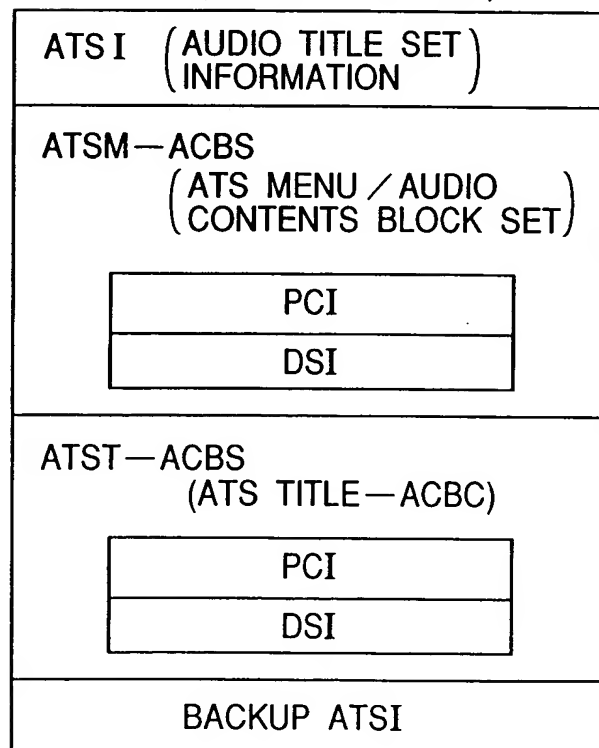 ATSI (AUDIO TITLE SET
INFORMATION)
ATSM—ACBS
(ATS MENU/AUDIO
CONTENTS BLOCK SET)
PCI
DSI
ATST—ACBS
(ATS TITLE—ACBC)
PCI
DSI
BACKUP ATSI